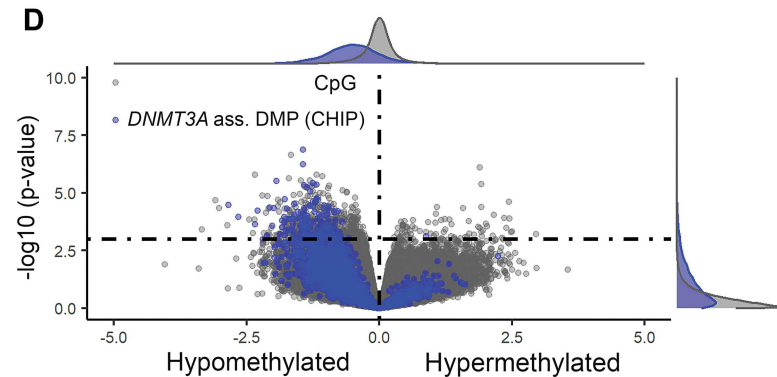 D
10.0
7.5
5.0
2.5
0.0
-log10 (p-value)
CpG
DNMT3A ass. DMP (CHIP)
-5.0
-2.5
0.0
2.5
5.0
Hypomethylated
Hypermethylated